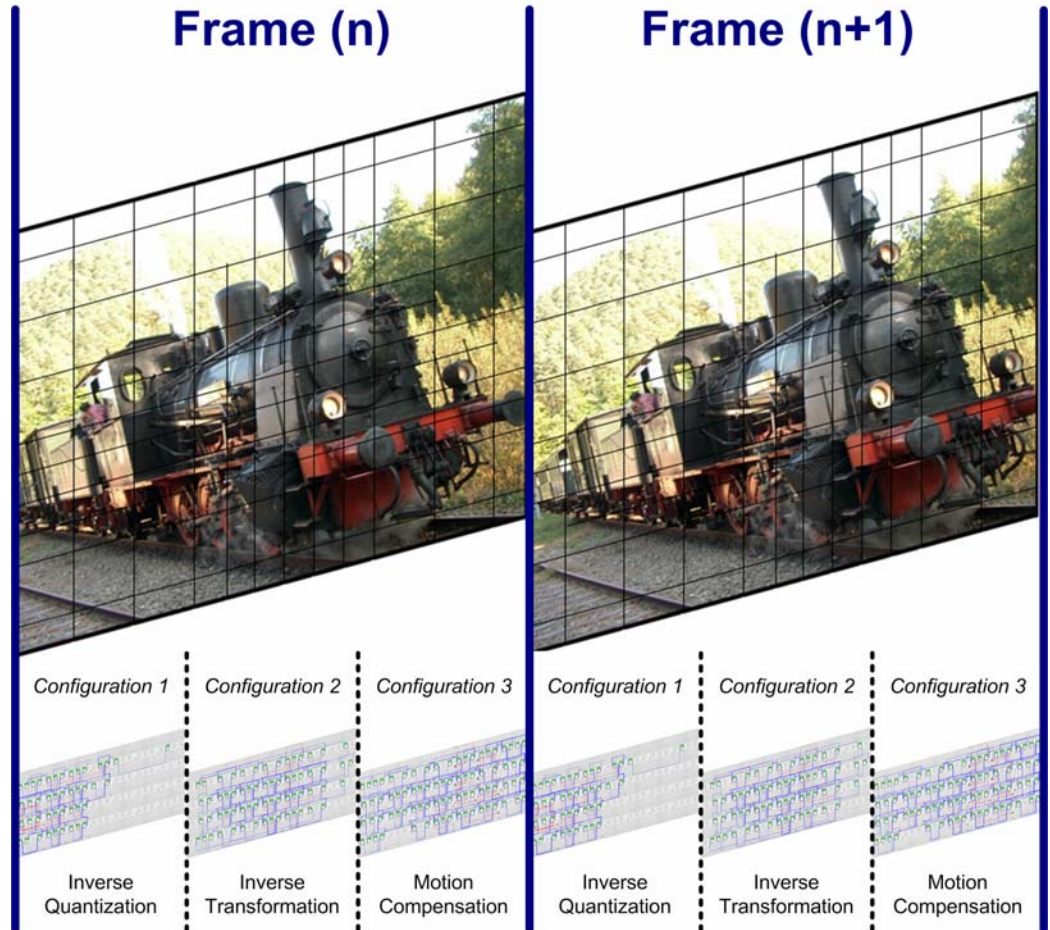 Frame (n)
Frame (n+1)
Configuration 1
Configuration 2
Configuration 3
Configuration 1
Configuration 2
Configuration 3
Inverse
Quantization
Inverse
Transformation
Motion
Compensation
Inverse
Quantization
Inverse
Transformation
Motion
Compensation